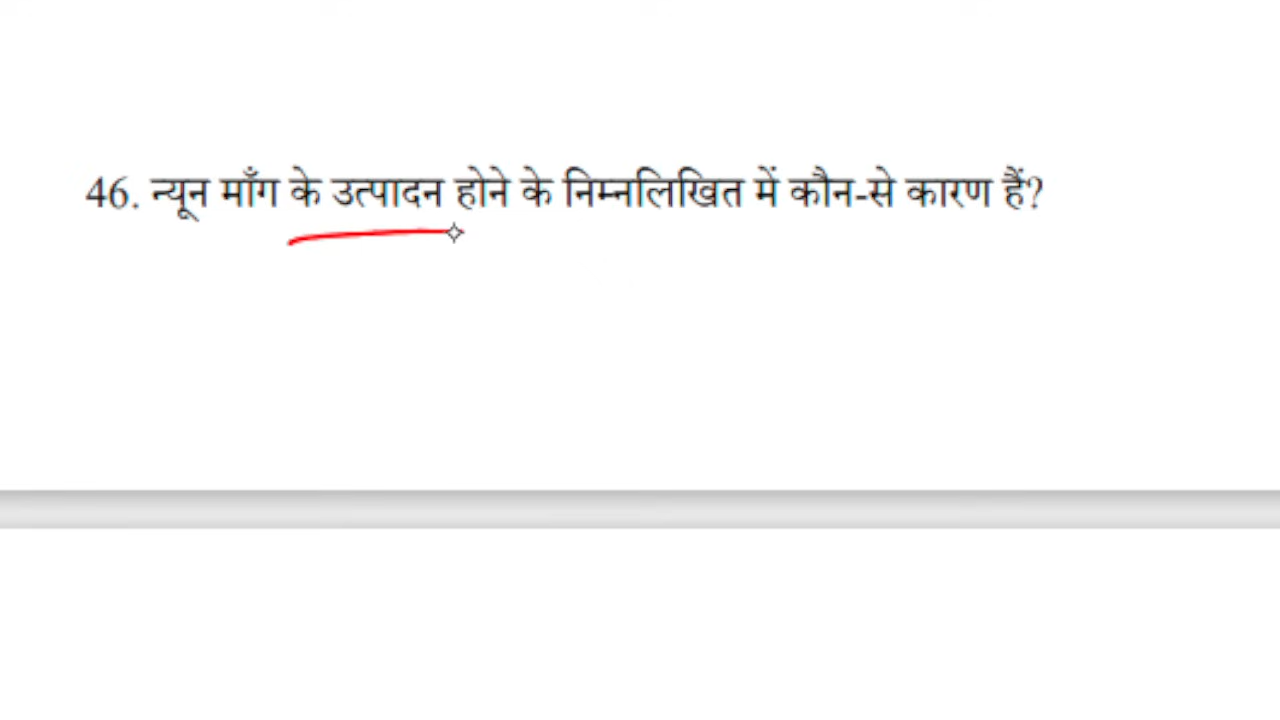 46. न्यून माँग के उत्पादन होने के निम्नलिखित में कौन-से कारण हैं?